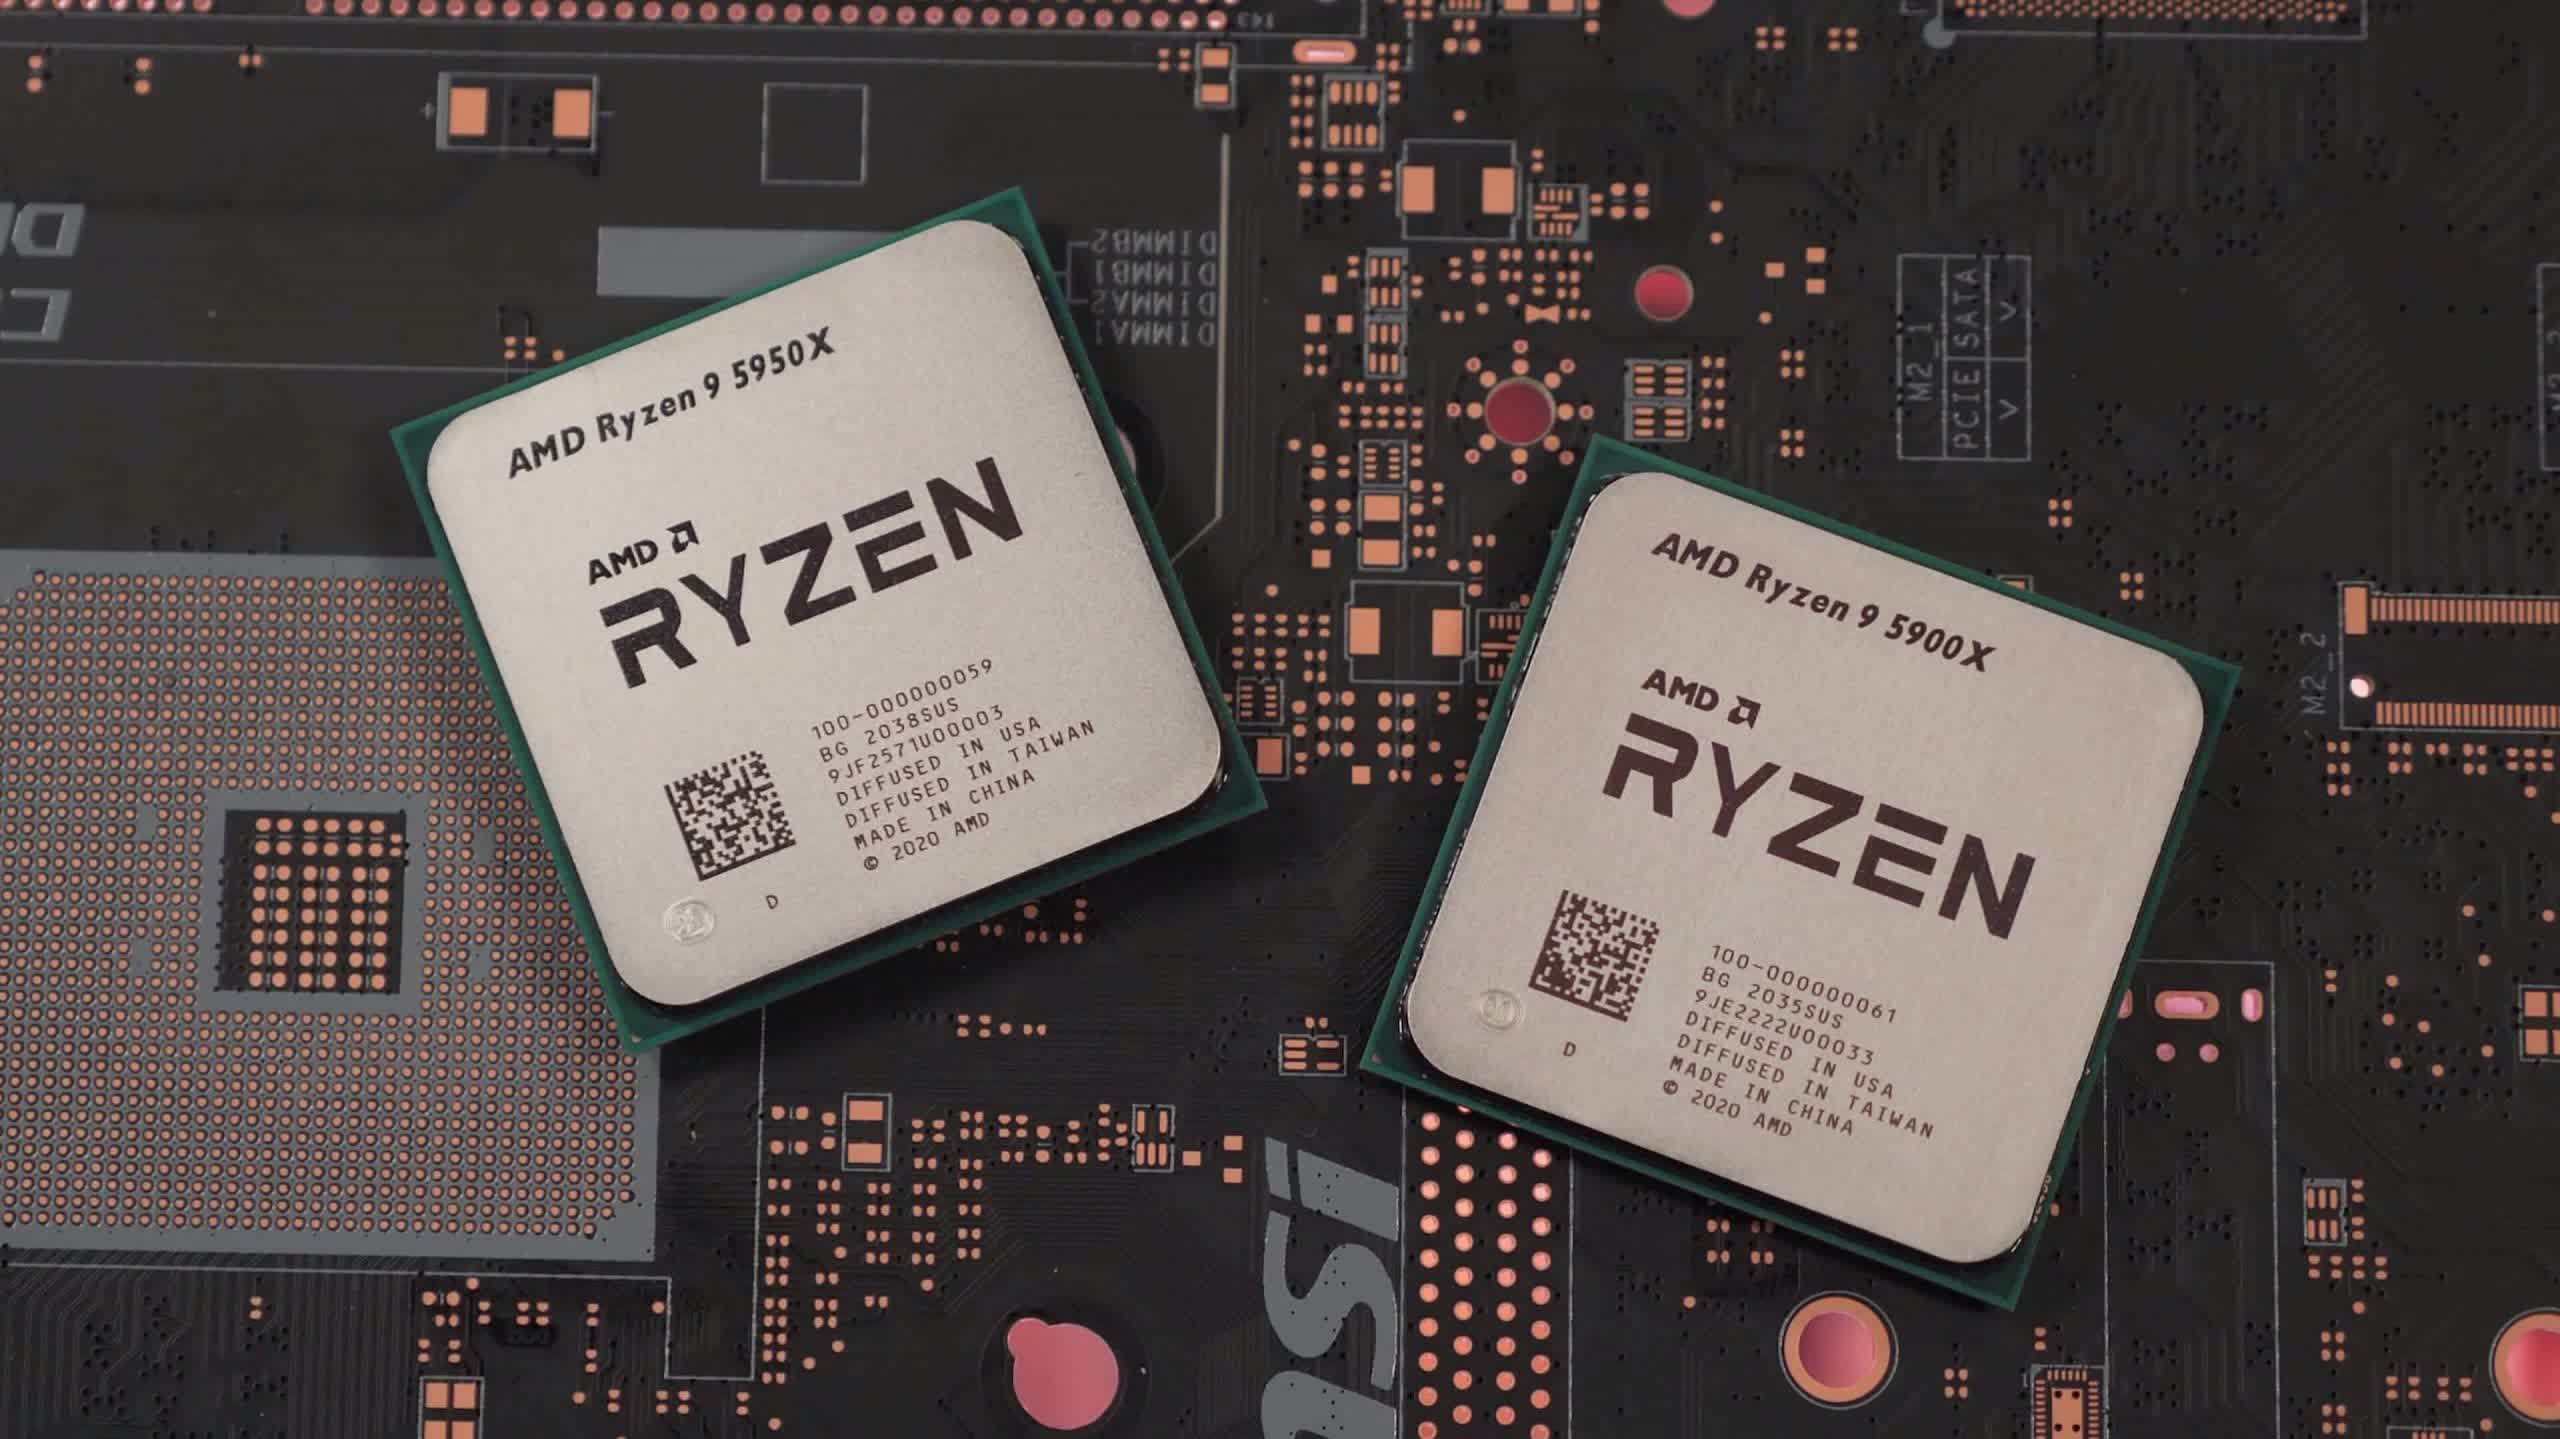 DIMMB2
DIMMB1
DIMMA2
DIMMA1
AMD Ryzen 9 5950X
AMD
RYZEN
100-000000059
BG 2038SUS
9JF2571U00003
DIFFUSED IN USA
DIFFUSED IN TAIWAN
MADE IN CHINA
© 2020 AMD
D
M2_1
PCIE SATA
V V
AMD Ryzen 9 5900X
AMD
RYZEN
100-000000061
BG 2035SUS
9JE2222U00033
DIFFUSED IN USA
DIFFUSED IN TAIWAN
MADE IN CHINA
© 2020 AMD
D
M2_2
msi